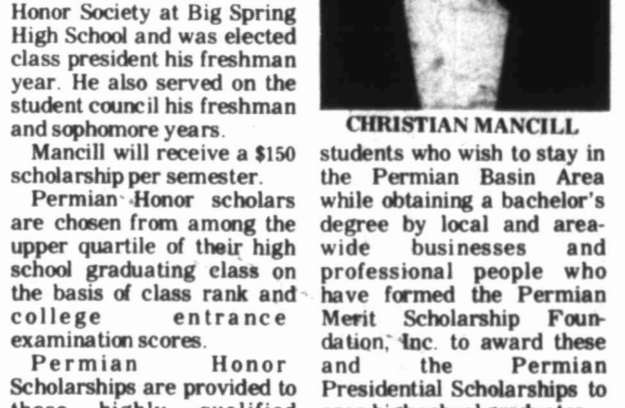 Honor Society at Big Spring
High School and was elected
class president his freshman
year. He also served on the
student council his freshman
and sophomore years.
Mancill will receive a $150
scholarship per semester.
Permian Honor scholars
are chosen from among the
upper quartile of their high
school graduating class on
the basis of class rank and
college entrance
examination scores.
Permian Honor
Scholarships are provided to
those highly qualified
CHRISTIAN MANCILL
students who wish to stay in
the Permian Basin Area
while obtaining a bachelor's
degree by local and area-
wide businesses and
professional people who
have formed the Permian
Merit Scholarship Foun-
dation, Inc. to award these
and the Permian
Presidential Scholarships to